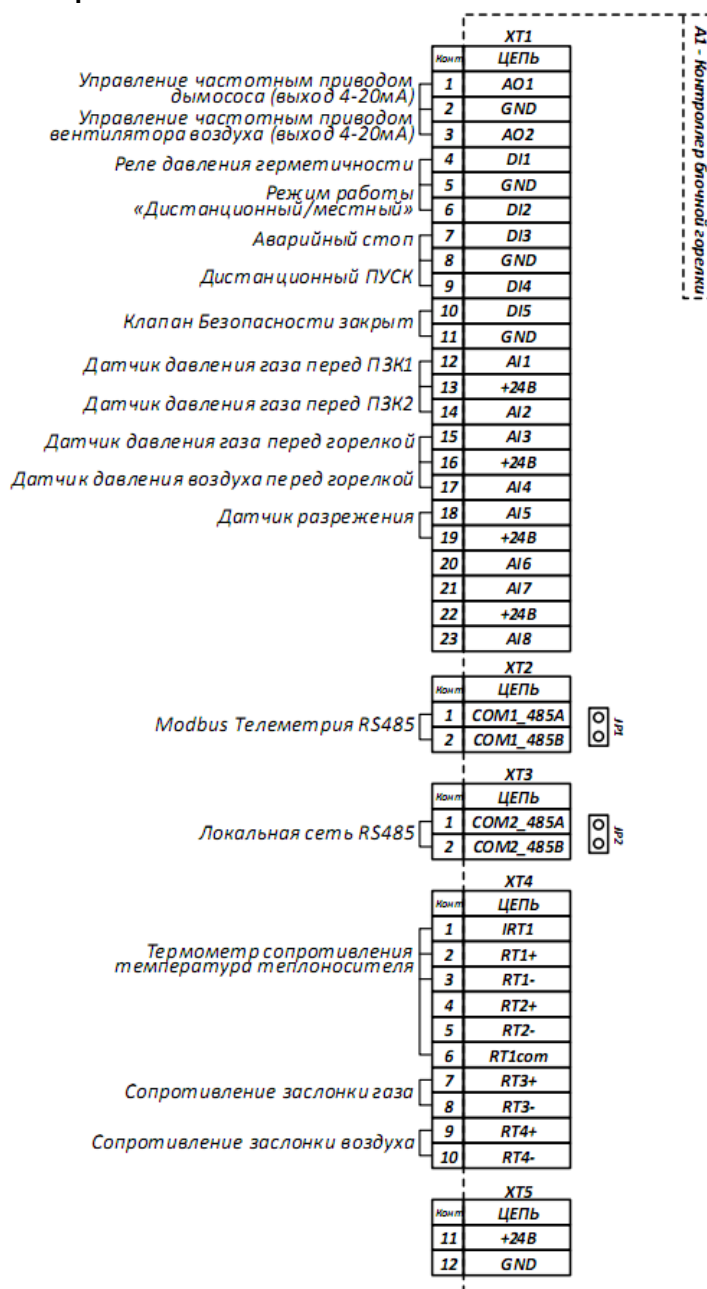 XT1
Конт ЦЕПЬ
Управление частотным приводом
дымососа (выход 4-20мА)
1 AO1
2 GND
Управление частотным приводом
вентилятора воздуха (выход 4-20мА)
3 AO2
Реле давления герметичности
4 DI1
5 GND
Режим работы
«Дистанционный/местный»
6 DI2
Аварийный стоп
7 DI3
8 GND
Дистанционный ПУСК
9 DI4
10 DI5
Клапан Безопасности закрыт
11 GND
Датчик давления газа перед ПЗК1
12 AI1
13 +24В
Датчик давления газа перед ПЗК2
14 AI2
Датчик давления газа перед горелкой
15 AI3
16 +24В
Датчик давления воздуха перед горелкой
17 AI4
Датчик разрежения
18 AI5
19 +24В
20 AI6
21 AI7
22 +24В
23 AI8
А1 - Контроллер блочной горелки
XT2
Конт ЦЕПЬ
Modbus Телеметрия RS485
1 COM1_485A
2 COM1_485B
JP1
XT3
Конт ЦЕПЬ
Локальная сеть RS485
1 COM2_485A
2 COM2_485B
JP2
XT4
Конт ЦЕПЬ
1 IRT1
Термометр сопротивления
температура теплоносителя
2 RT1+
3 RT1-
4 RT2+
5 RT2-
6 RT1com
Сопротивление заслонки газа
7 RT3+
8 RT3-
Сопротивление заслонки воздуха
9 RT4+
10 RT4-
XT5
Конт ЦЕПЬ
11 +24В
12 GND